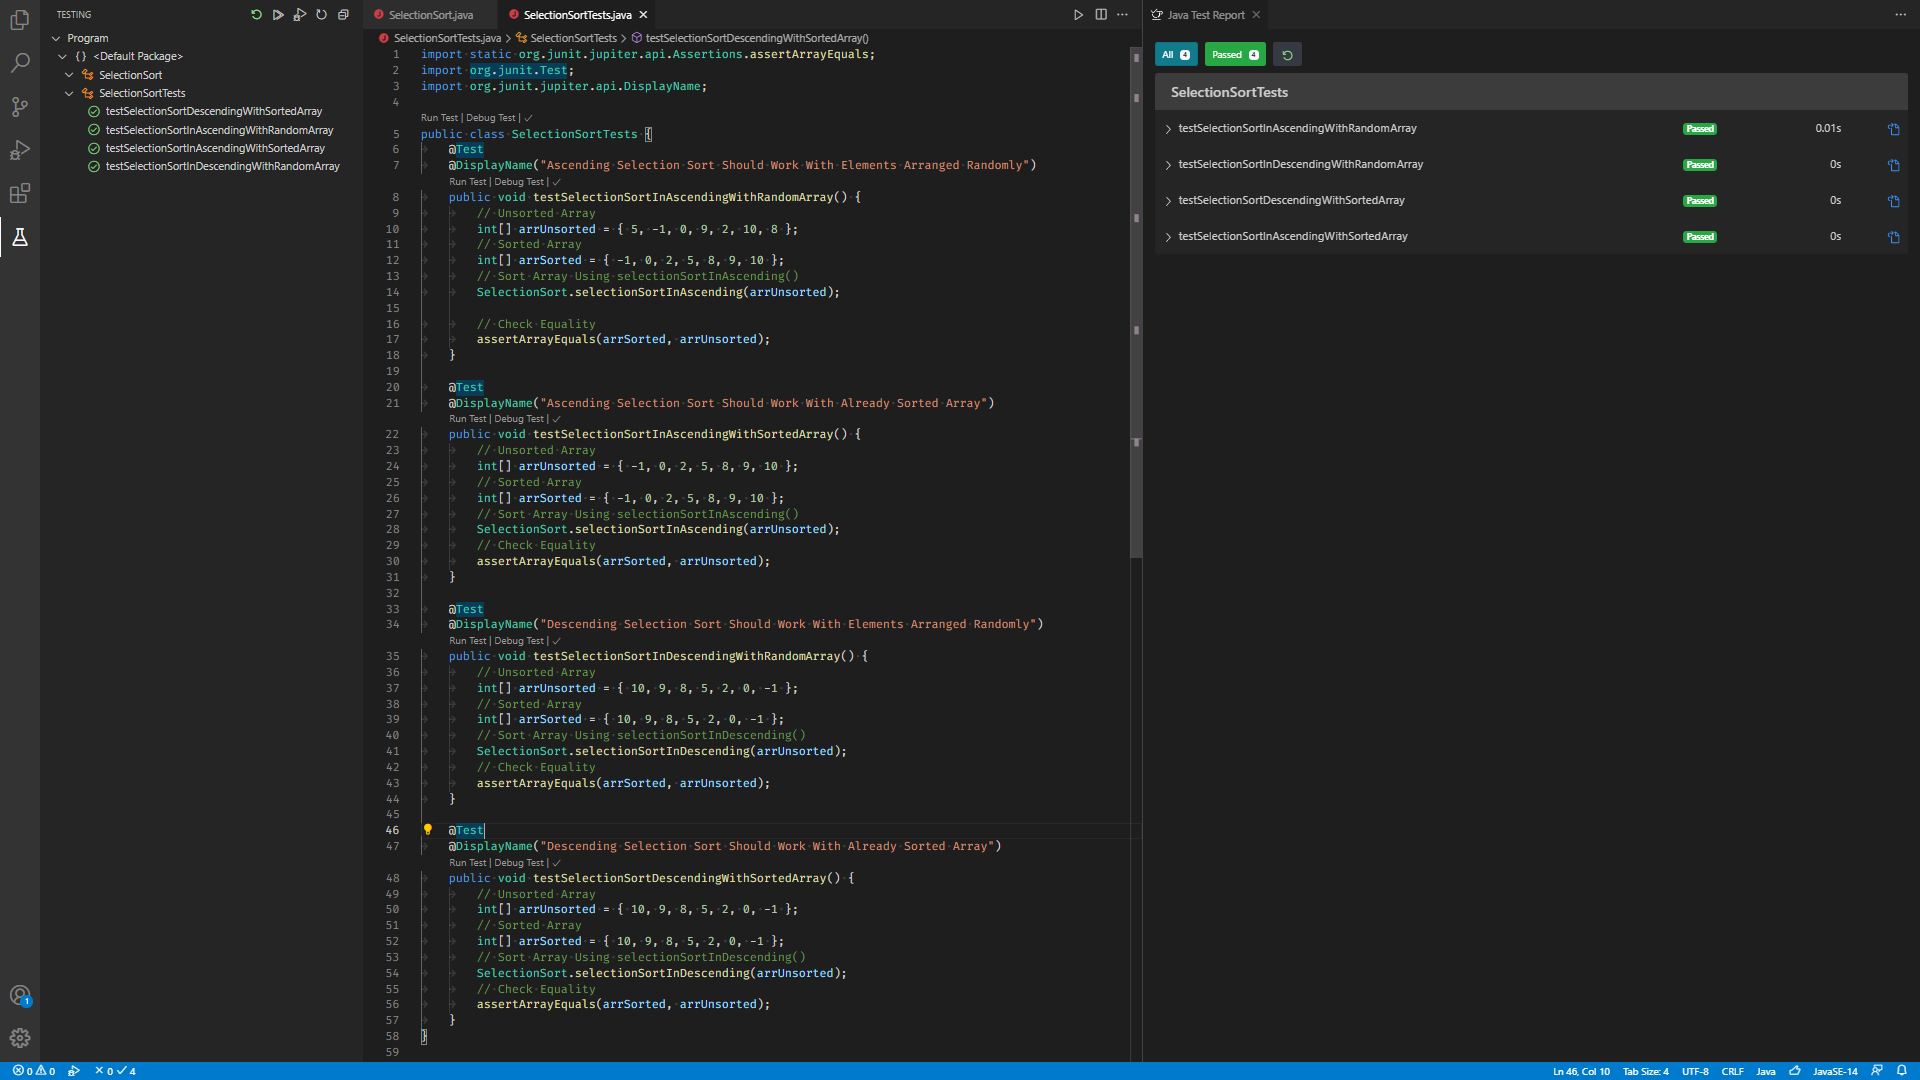 TESTING
Program
{} <Default Package>
SelectionSort
SelectionSortTests
testSelectionSortDescendingWithSortedArray
testSelectionSortInAscendingWithRandomArray
testSelectionSortInAscendingWithSortedArray
testSelectionSortInDescendingWithRandomArray
1
SelectionSort.java
SelectionSortTests.java
SelectionSortTests.java > SelectionSortTests > testSelectionSortDescendingWithSortedArray()
1 import static org.junit.jupiter.api.Assertions.assertArrayEquals;
2 import org.junit.Test;
3 import org.junit.jupiter.api.DisplayName;
4
Run Test | Debug Test | ✓
5 public class SelectionSortTests {
6 @Test
7 @DisplayName("Ascending Selection Sort Should Work With Elements Arranged Randomly")
Run Test | Debug Test | ✓
8 public void testSelectionSortInAscendingWithRandomArray() {
9 // Unsorted Array
10 int[] arrUnsorted = { 5, -1, 0, 9, 2, 10, 8 };
11 // Sorted Array
12 int[] arrSorted = { -1, 0, 2, 5, 8, 9, 10 };
13 // Sort Array Using selectionSortInAscending()
14 SelectionSort.selectionSortInAscending(arrUnsorted);
15
16 // Check Equality
17 assertArrayEquals(arrSorted, arrUnsorted);
18 }
19
20 @Test
21 @DisplayName("Ascending Selection Sort Should Work With Already Sorted Array")
Run Test | Debug Test | ✓
22 public void testSelectionSortInAscendingWithSortedArray() {
23 // Unsorted Array
24 int[] arrUnsorted = { -1, 0, 2, 5, 8, 9, 10 };
25 // Sorted Array
26 int[] arrSorted = { -1, 0, 2, 5, 8, 9, 10 };
27 // Sort Array Using selectionSortInAscending()
28 SelectionSort.selectionSortInAscending(arrUnsorted);
29 // Check Equality
30 assertArrayEquals(arrSorted, arrUnsorted);
31 }
32
33 @Test
34 @DisplayName("Descending Selection Sort Should Work With Elements Arranged Randomly")
Run Test | Debug Test | ✓
35 public void testSelectionSortInDescendingWithRandomArray() {
36 // Unsorted Array
37 int[] arrUnsorted = { 10, 9, 8, 5, 2, 0, -1 };
38 // Sorted Array
39 int[] arrSorted = { 10, 9, 8, 5, 2, 0, -1 };
40 // Sort Array Using selectionSortInDescending()
41 SelectionSort.selectionSortInDescending(arrUnsorted);
42 // Check Equality
43 assertArrayEquals(arrSorted, arrUnsorted);
44 }
45
46 @Test
47 @DisplayName("Descending Selection Sort Should Work With Already Sorted Array")
Run Test | Debug Test | ✓
48 public void testSelectionSortDescendingWithSortedArray() {
49 // Unsorted Array
50 int[] arrUnsorted = { 10, 9, 8, 5, 2, 0, -1 };
51 // Sorted Array
52 int[] arrSorted = { 10, 9, 8, 5, 2, 0, -1 };
53 // Sort Array Using selectionSortInDescending()
54 SelectionSort.selectionSortInDescending(arrUnsorted);
55 // Check Equality
56 assertArrayEquals(arrSorted, arrUnsorted);
57 }
58 }
59
Java Test Report
All 4 Passed 4
SelectionSortTests
testSelectionSortInAscendingWithRandomArray Passed 0.01s
testSelectionSortInDescendingWithRandomArray Passed 0s
testSelectionSortDescendingWithSortedArray Passed 0s
testSelectionSortInAscendingWithSortedArray Passed 0s
0 0 0 4 Ln 46, Col 10 Tab Size: 4 UTF-8 CRLF Java JavaSE-14